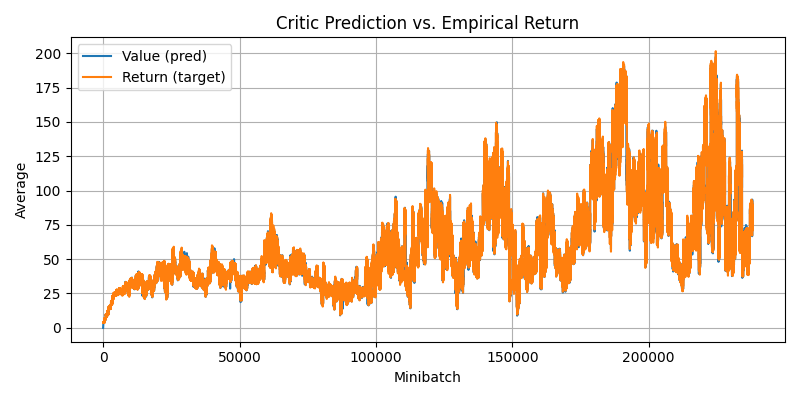 Critic Prediction vs. Empirical Return
Value (pred)
Return (target)
Average
200
175
150
125
100
75
50
25
0
0 50000 100000 150000 200000
Minibatch